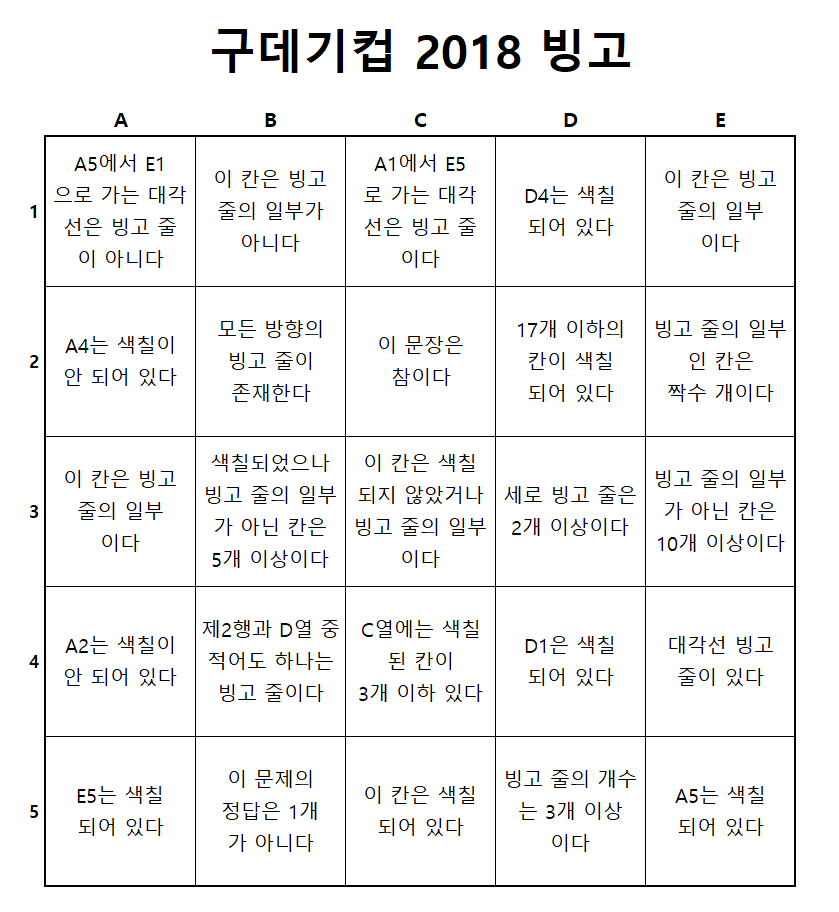 구데기컵 2018 빙고
A B C D E
1
A5에서 E1
으로 가는 대각
선은 빙고 줄
이 아니다
이 칸은 빙고
줄의 일부가
아니다
A1에서 E5
로 가는 대각
선은 빙고 줄
이다
D4는 색칠
되어 있다
이 칸은 빙고
줄의 일부
이다
2
A4는 색칠이
안 되어 있다
모든 방향의
빙고 줄이
존재한다
이 문장은
참이다
17개 이하의
칸이 색칠
되어 있다
빙고 줄의 일부
인 칸은
짝수 개이다
3
이 칸은 빙고
줄의 일부
이다
색칠되었으나
빙고 줄의 일부
가 아닌 칸은
5개 이상이다
이 칸은 색칠
되지 않았거나
빙고 줄의 일부
이다
세로 빙고 줄은
2개 이상이다
빙고 줄의 일부
가 아닌 칸은
10개 이상이다
4
A2는 색칠이
안 되어 있다
제2행과 D열 중
적어도 하나는
빙고 줄이다
C열에는 색칠
된 칸이
3개 이하 있다
D1은 색칠
되어 있다
대각선 빙고
줄이 있다
5
E5는 색칠
되어 있다
이 문제의
정답은 1개
가 아니다
이 칸은 색칠
되어 있다
빙고 줄의 개수
는 3개 이상
이다
A5는 색칠
되어 있다